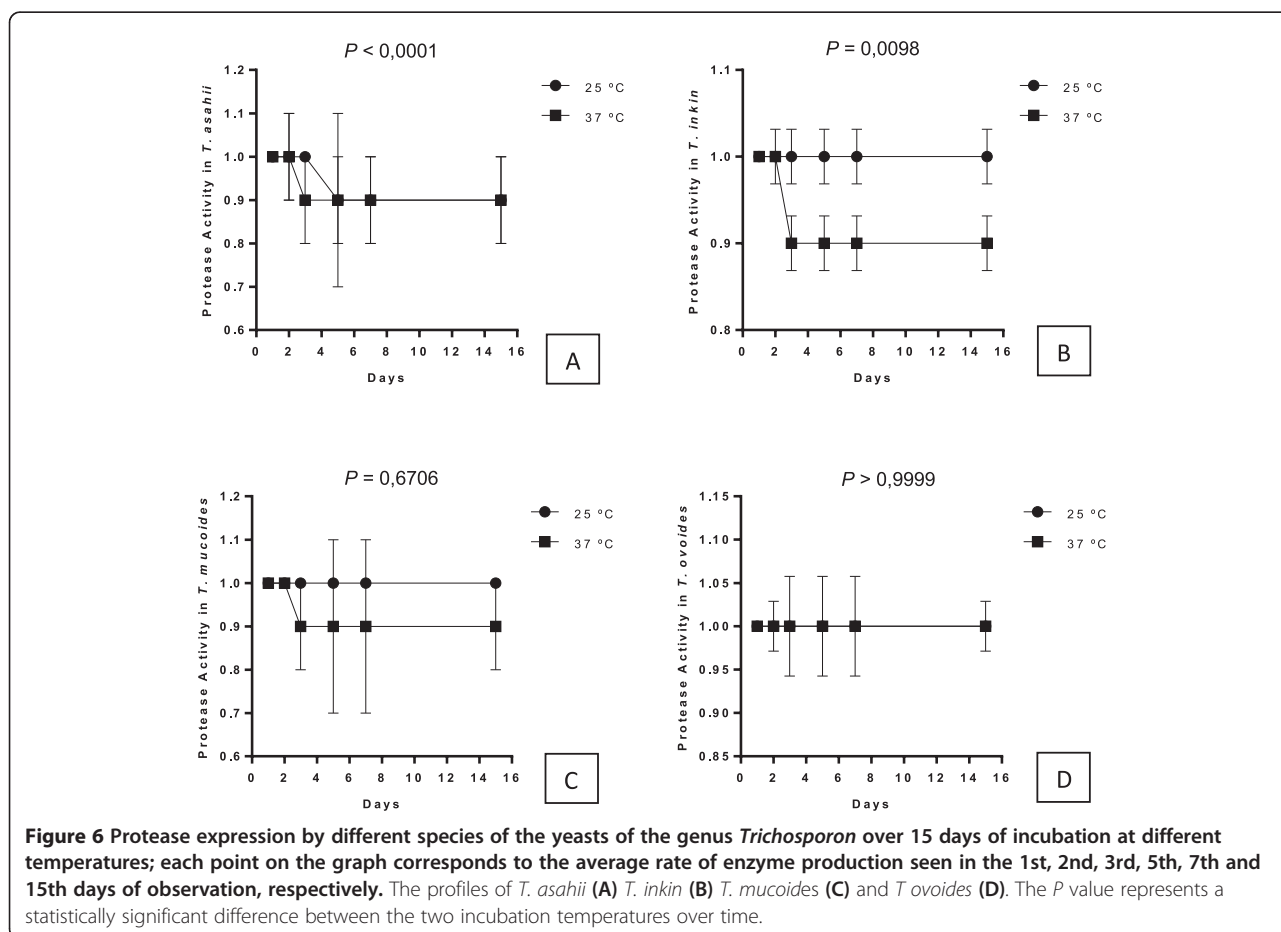 P < 0,0001
Protease Activity in T. asahii
1.2
1.1
1.0
0.9
0.8
0.7
0.6
0 2 4 6 8 10 12 14 16
Days
25 ºC
37 ºC
A
P = 0,0098
Protease Activity in T. inkin
1.1
1.0
0.9
0.8
0 2 4 6 8 10 12 14 16
Days
25 ºC
37 ºC
B
P = 0,6706
Protease Activity in T. mucoides
1.2
1.1
1.0
0.9
0.8
0.7
0.6
0 2 4 6 8 10 12 14 16
Days
25 ºC
37 ºC
C
P > 0,9999
Protease Activity in T. ovoides
1.15
1.10
1.05
1.00
0.95
0.90
0.85
0 2 4 6 8 10 12 14 16
Days
25 ºC
37 ºC
D
Figure 6 Protease expression by different species of the yeasts of the genus Trichosporon over 15 days of incubation at different
temperatures; each point on the graph corresponds to the average rate of enzyme production seen in the 1st, 2nd, 3rd, 5th, 7th and
15th days of observation, respectively. The profiles of T. asahii (A) T. inkin (B) T. mucoides (C) and T ovoides (D). The P value represents a
statistically significant difference between the two incubation temperatures over time.